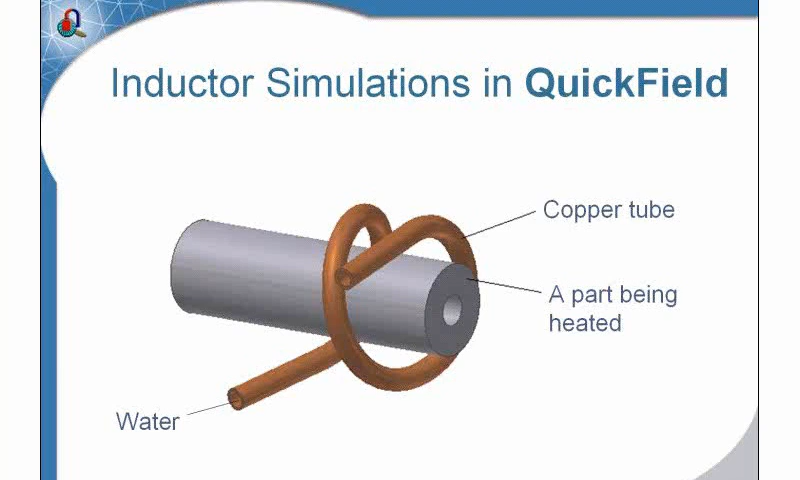 Inductor Simulations in QuickField
Copper tube
A part being
heated
Water